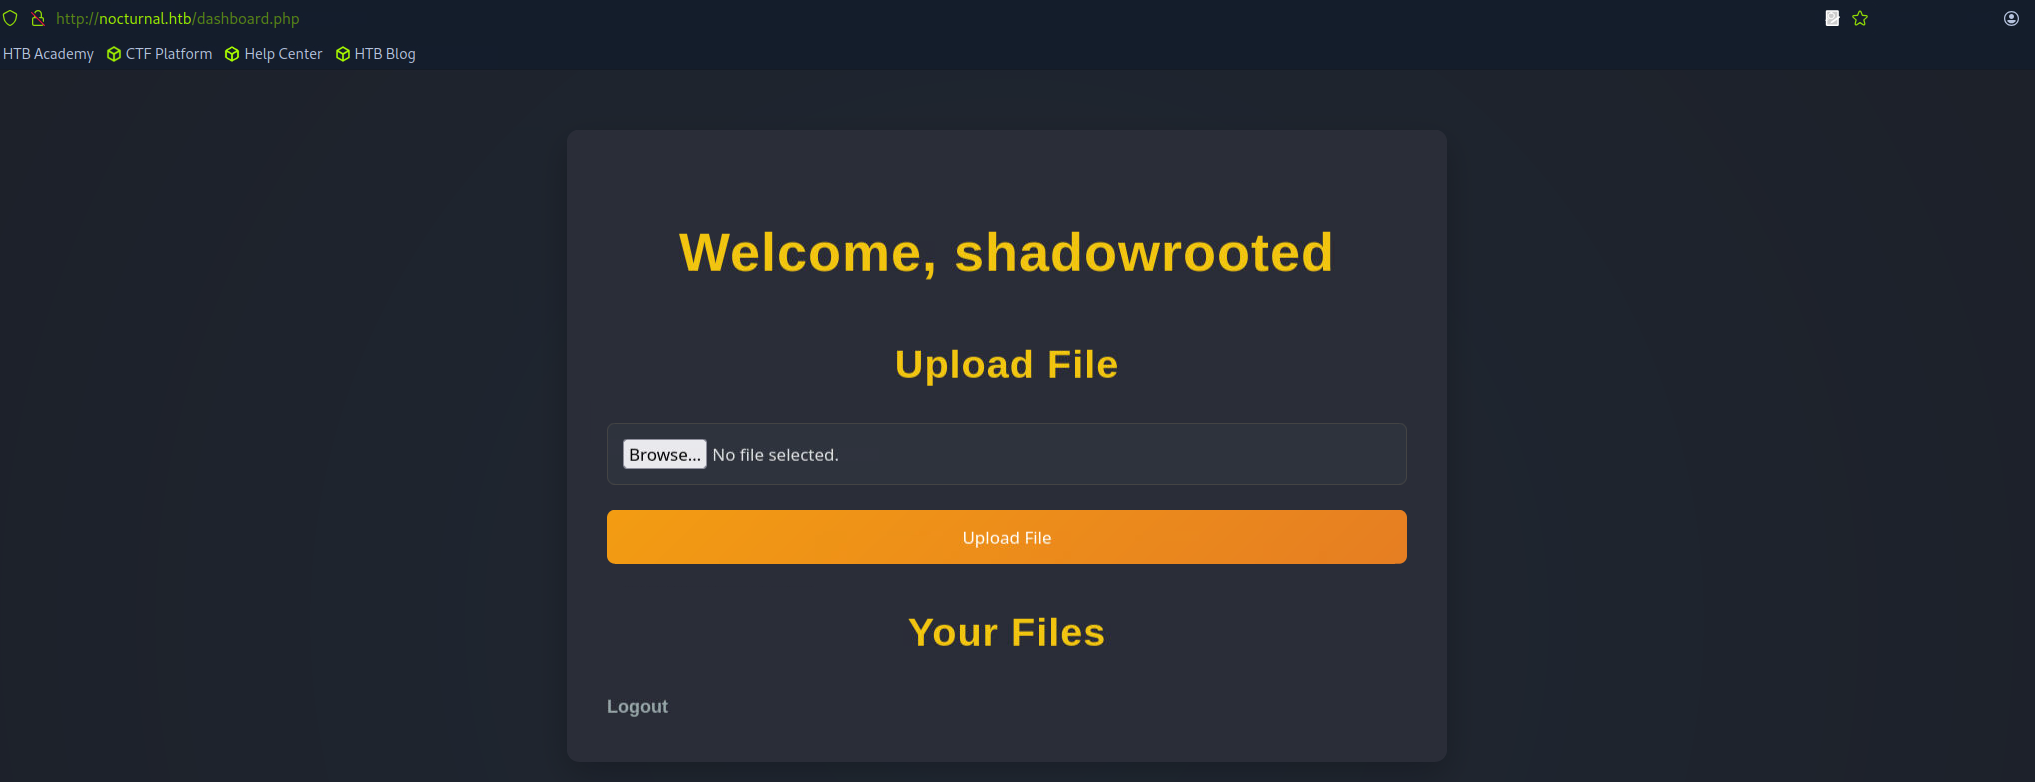 http://nocturnal.htb/dashboard.php
HTB Academy CTF Platform Help Center HTB Blog
Welcome, shadowrooted
Upload File
Browse... No file selected.
Upload File
Your Files
Logout